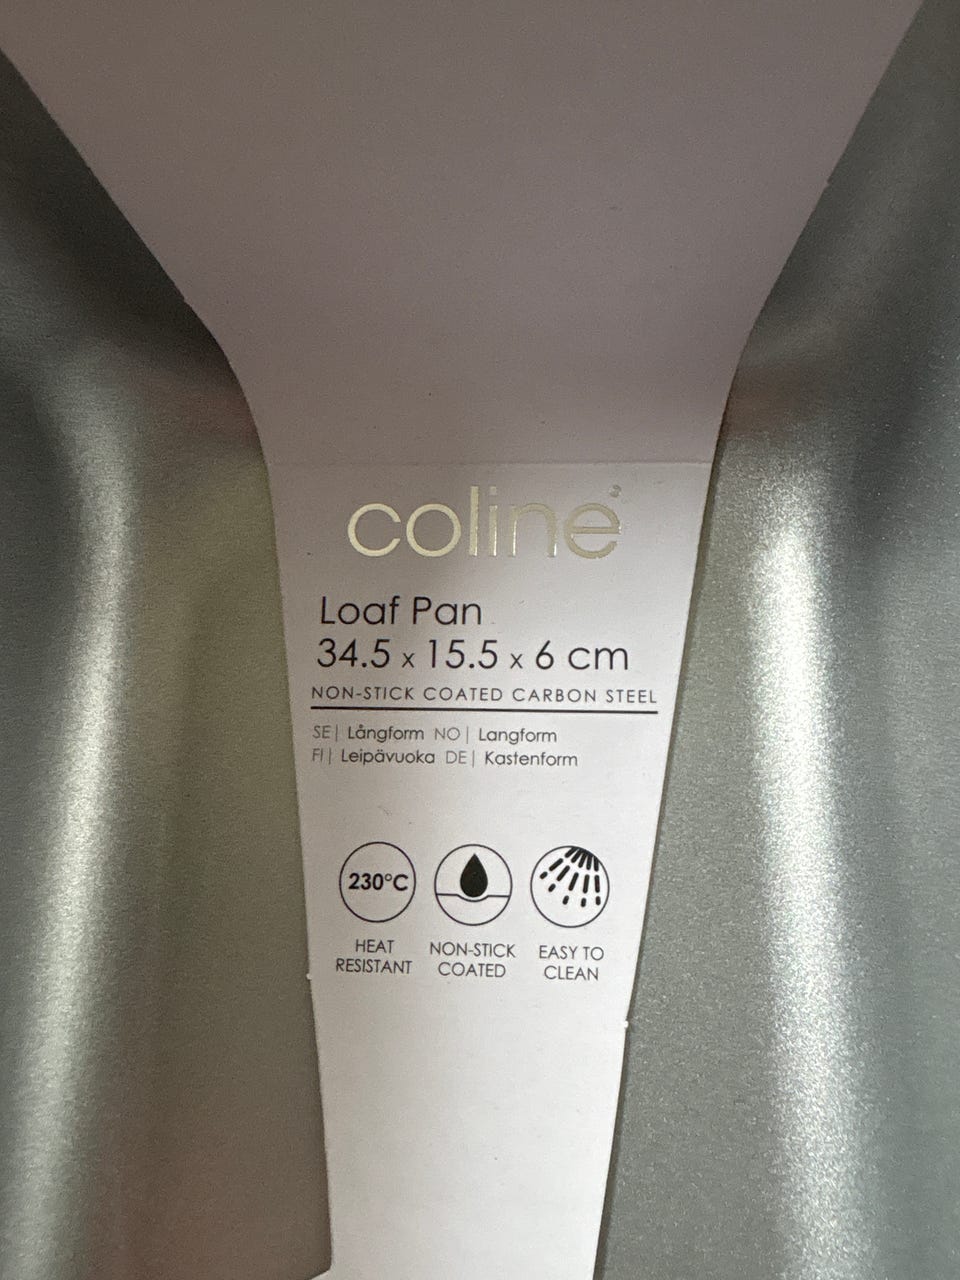 coline
Loaf Pan
34.5 x 15.5 x 6 cm
NON-STICK COATED CARBON STEEL
SE| Långform NO| Langform
FI| Leipävuoka DE| Kastenform
230°C
HEAT RESISTANT
NON-STICK COATED
EASY TO CLEAN